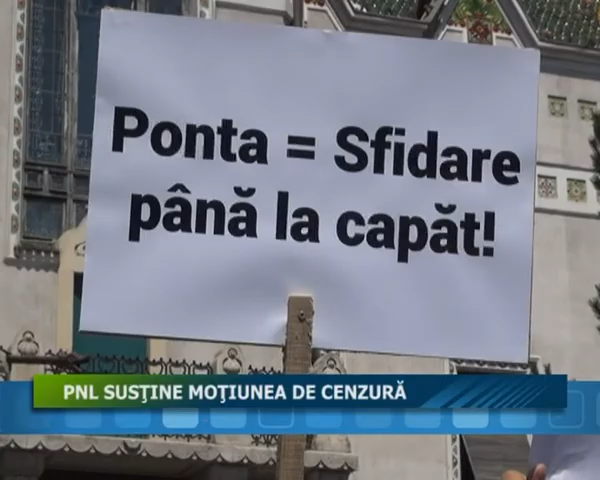 Ponta = Sfidare
până la capăt!
PNL SUSŢINE MOŢIUNEA DE CENZURĂ